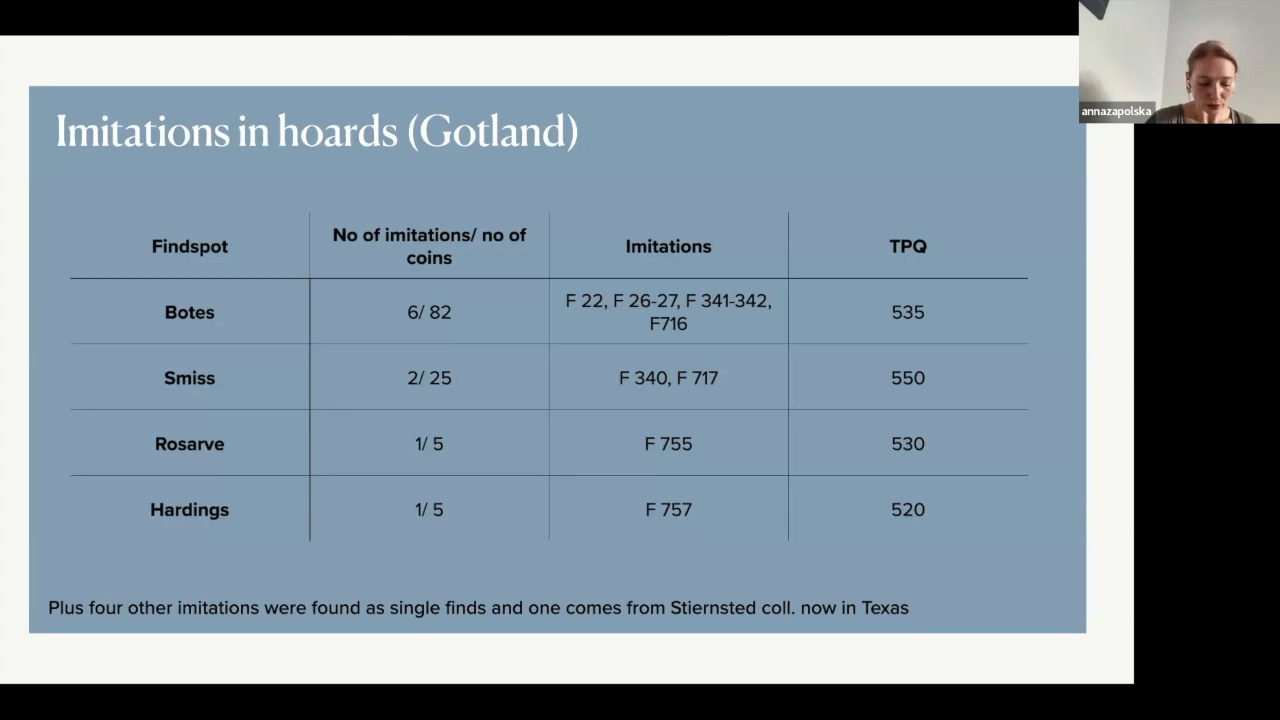 annazapolska
Imitations in hoards (Gotland)
Findspot
No of imitations/ no of
coins
Imitations
TPQ
Botes
6/ 82
F 22, F 26-27, F 341-342,
F716
535
Smiss
2/ 25
F 340, F 717
550
Rosarve
1/ 5
F 755
530
Hardings
1/ 5
F 757
520
Plus four other imitations were found as single finds and one comes from Stiernsted coll. now in Texas